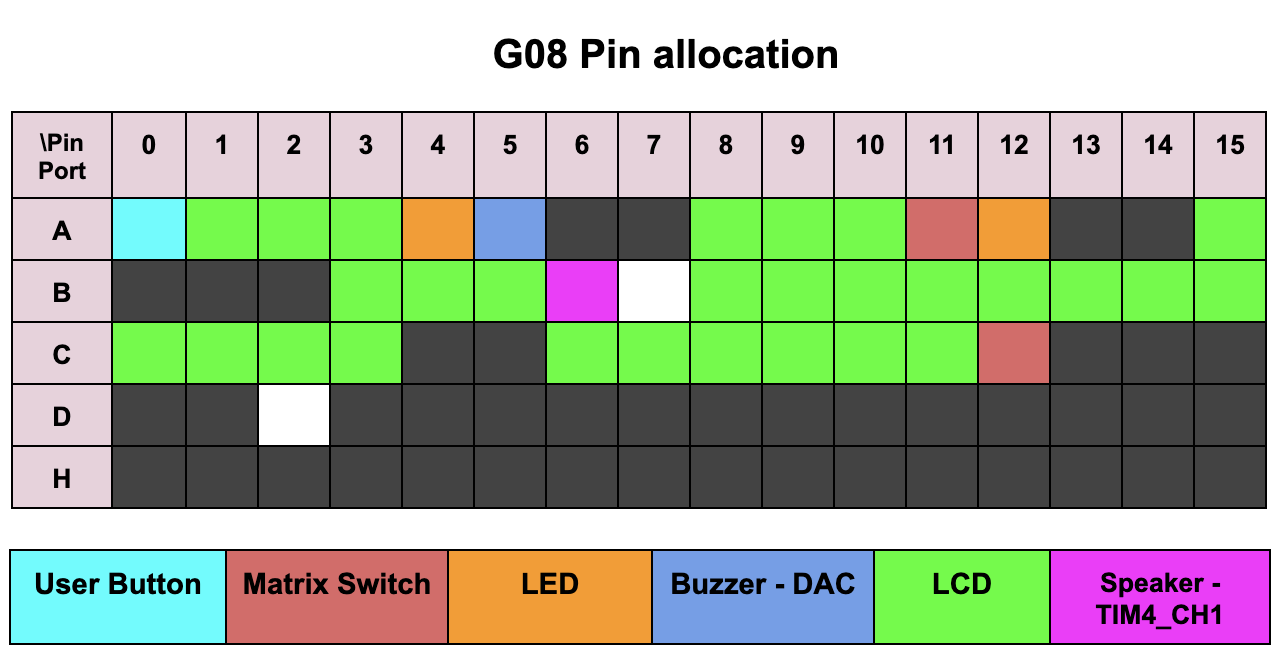 G08 Pin allocation
\Pin
Port 0 1 2 3 4 5 6 7 8 9 10 11 12 13 14 15
A
B
C
D
H
User Button Matrix Switch LED Buzzer - DAC LCD Speaker -
TIM4_CH1